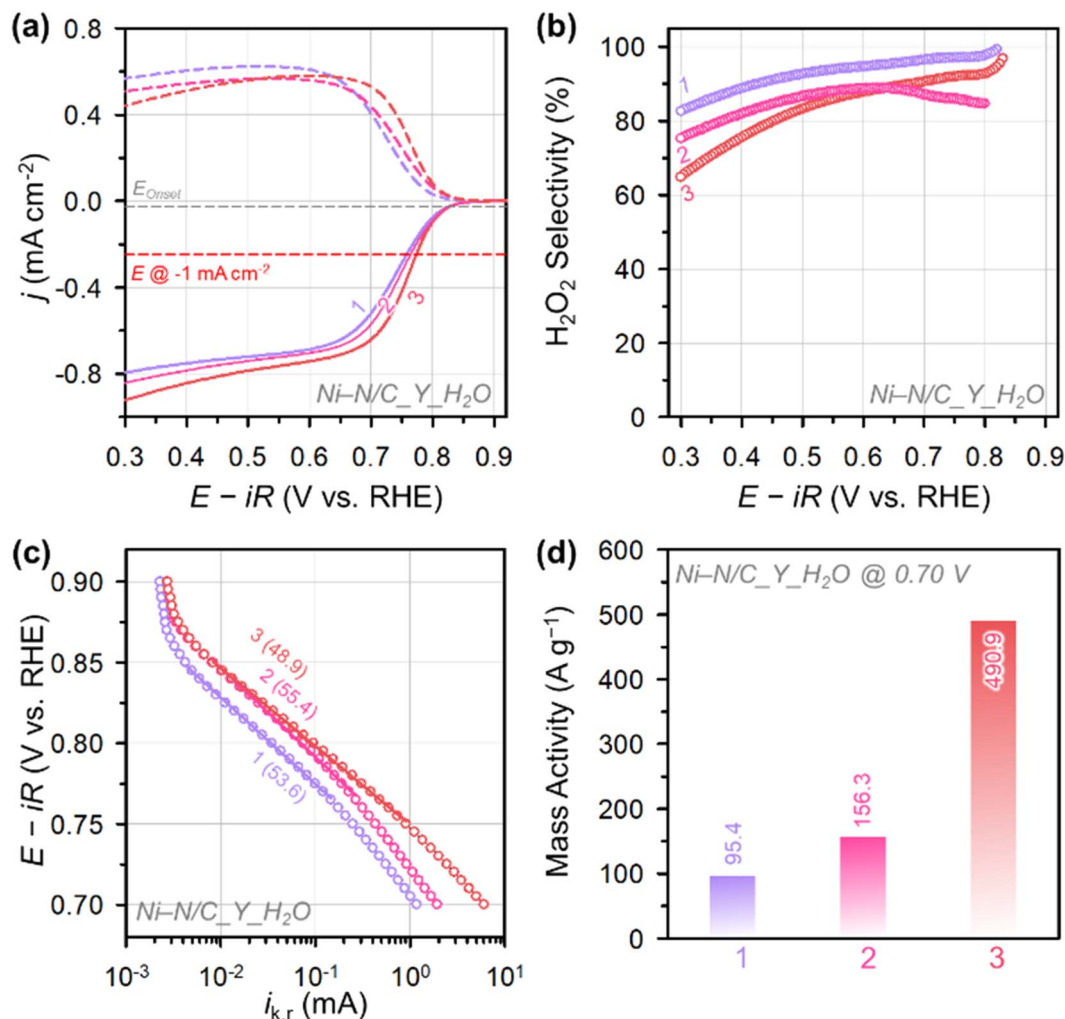 (a)
0.8
0.4
0.0
-0.4
-0.8
j (mA cm⁻²)
E_Onset
E @ -1 mA cm⁻²
1
2
3
Ni–N/C_Y_H₂O
0.3 0.4 0.5 0.6 0.7 0.8 0.9
E − iR (V vs. RHE)
(b)
100
80
60
40
20
0
H₂O₂ Selectivity (%)
1
2
3
Ni–N/C_Y_H₂O
0.3 0.4 0.5 0.6 0.7 0.8 0.9
E − iR (V vs. RHE)
(c)
0.90
0.85
0.80
0.75
0.70
E − iR (V vs. RHE)
3 (48.9)
2 (55.4)
1 (53.6)
Ni–N/C_Y_H₂O
10⁻³ 10⁻² 10⁻¹ 10⁰ 10¹
i_k,r (mA)
(d)
600
500
400
300
200
100
0
Mass Activity (A g⁻¹)
Ni–N/C_Y_H₂O @ 0.70 V
95.4
156.3
490.9
1 2 3